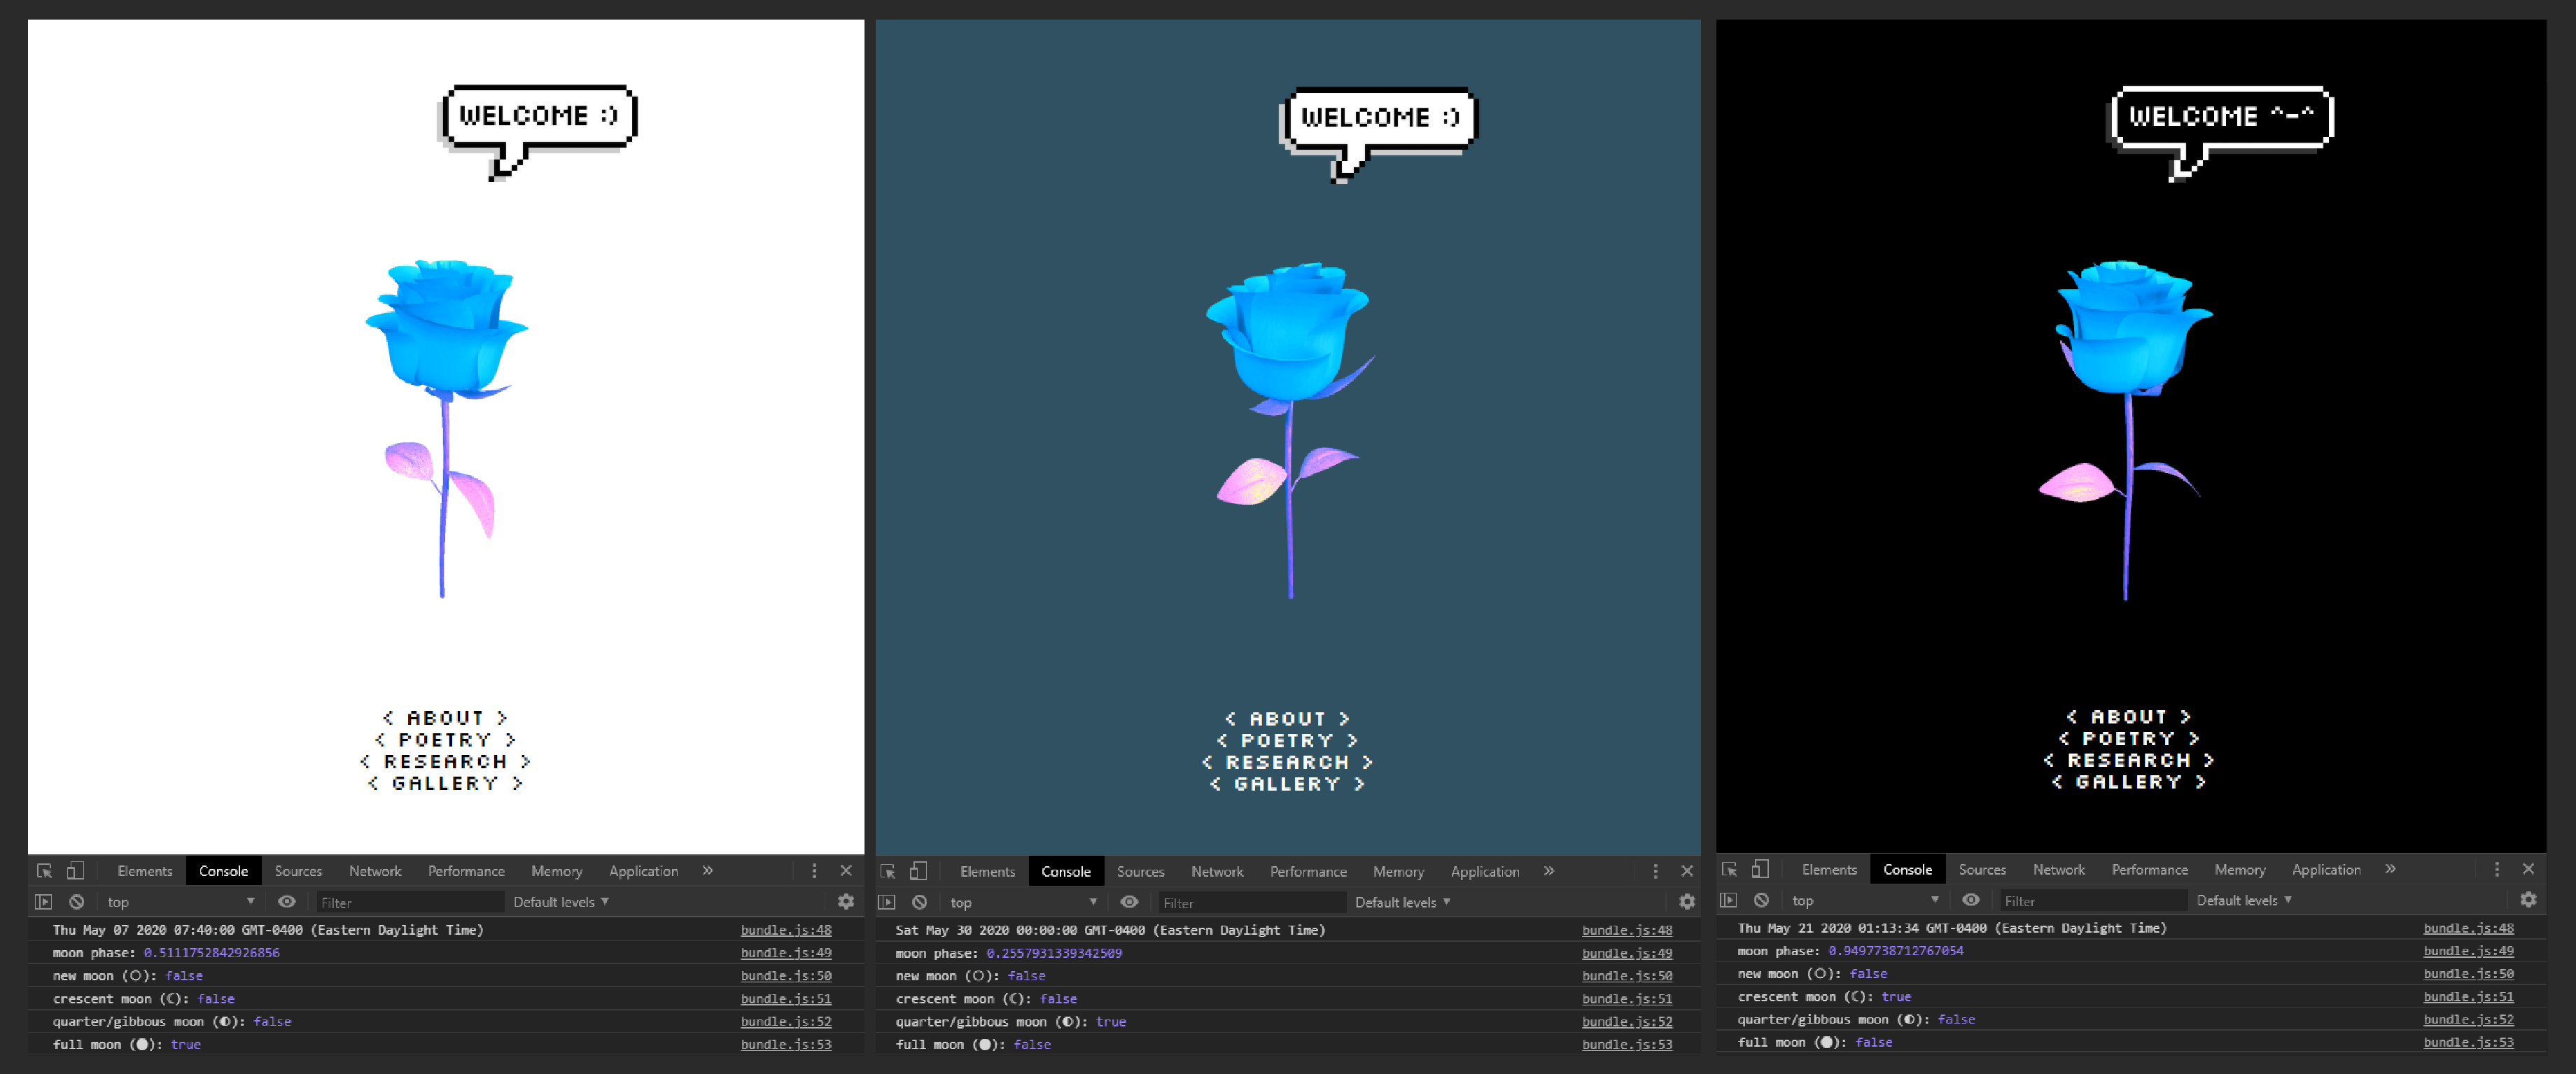 WELCOME :)
< ABOUT >
< POETRY >
< RESEARCH >
< GALLERY >
Elements Console Sources Network Performance Memory Application »
top Filter Default levels
Thu May 07 2020 07:40:00 GMT-0400 (Eastern Daylight Time) bundle.js:48
moon phase: 0.5111752842926856 bundle.js:49
new moon (○): false bundle.js:50
crescent moon (☾): false bundle.js:51
quarter/gibbous moon (◐): false bundle.js:52
full moon (●): true bundle.js:53
WELCOME :)
< ABOUT >
< POETRY >
< RESEARCH >
< GALLERY >
Elements Console Sources Network Performance Memory Application »
top Filter Default levels
Sat May 30 2020 00:00:00 GMT-0400 (Eastern Daylight Time) bundle.js:48
moon phase: 0.2557931339342509 bundle.js:49
new moon (○): false bundle.js:50
crescent moon (☾): false bundle.js:51
quarter/gibbous moon (◐): true bundle.js:52
full moon (●): false bundle.js:53
WELCOME ^-^
< ABOUT >
< POETRY >
< RESEARCH >
< GALLERY >
Elements Console Sources Network Performance Memory Application »
top Filter Default levels
Thu May 21 2020 01:13:34 GMT-0400 (Eastern Daylight Time) bundle.js:48
moon phase: 0.9497738712767054 bundle.js:49
new moon (○): false bundle.js:50
crescent moon (☾): true bundle.js:51
quarter/gibbous moon (◐): false bundle.js:52
full moon (●): false bundle.js:53